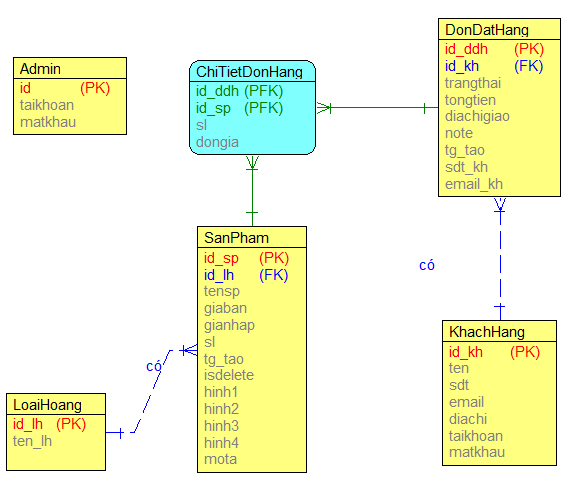 Admin
id (PK)
taikhoan
matkhau
ChiTietDonHang
id_ddh (PFK)
id_sp (PFK)
sl
dongia
DonDatHang
id_ddh (PK)
id_kh (FK)
trangthai
tongtien
diachigiao
note
tg_tao
sdt_kh
email_kh
SanPham
id_sp (PK)
id_lh (FK)
tensp
giaban
gianhap
sl
tg_tao
isdelete
hinh1
hinh2
hinh3
hinh4
mota
có
có
KhachHang
id_kh (PK)
ten
sdt
email
diachi
taikhoan
matkhau
LoaiHoang
id_lh (PK)
ten_lh